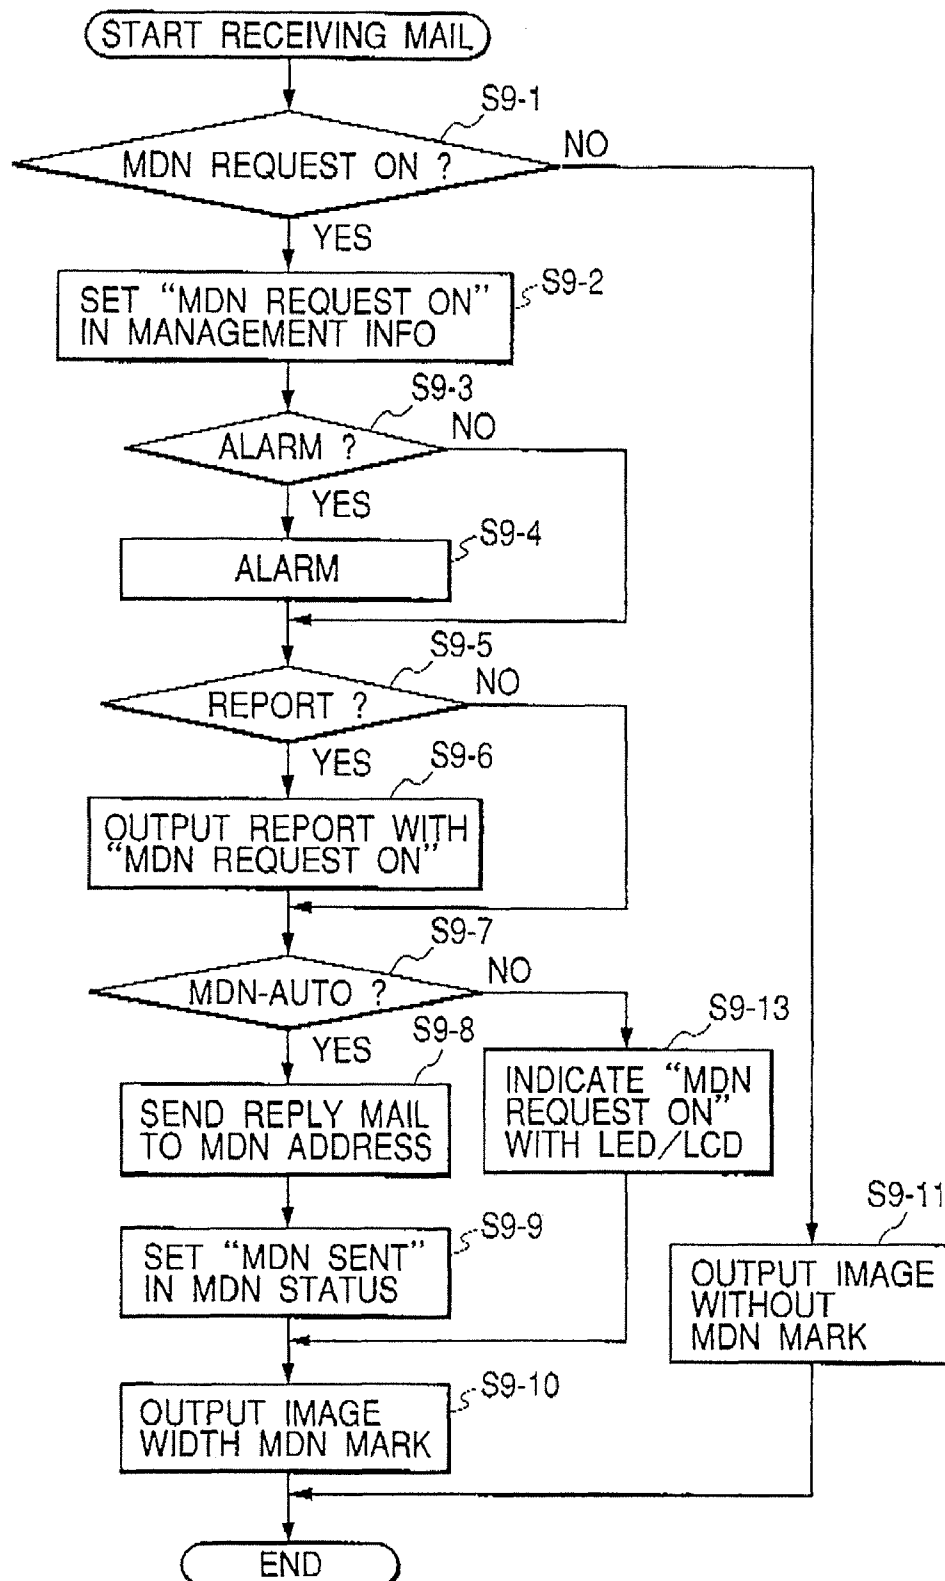 START RECEIVING MAIL
S9-1
MDN REQUEST ON ?
NO
YES
S9-2
SET “MDN REQUEST ON”
IN MANAGEMENT INFO
S9-3
ALARM ?
NO
YES
S9-4
ALARM
S9-5
REPORT ?
NO
YES
S9-6
OUTPUT REPORT WITH
“MDN REQUEST ON”
S9-7
MDN-AUTO ?
NO
YES
S9-8
SEND REPLY MAIL
TO MDN ADDRESS
S9-13
INDICATE “MDN
REQUEST ON”
WITH LED/LCD
S9-9
SET “MDN SENT”
IN MDN STATUS
S9-11
OUTPUT IMAGE
WITHOUT
MDN MARK
S9-10
OUTPUT IMAGE
WIDTH MDN MARK
END